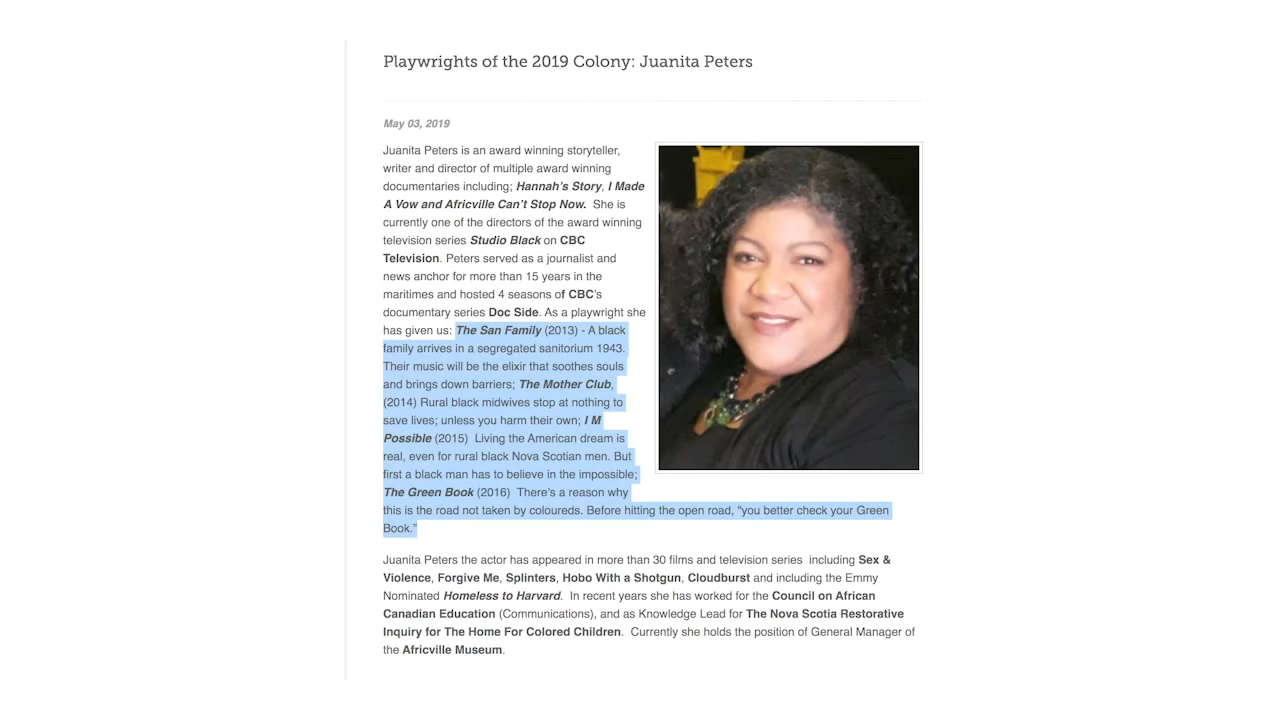 Playwrights of the 2019 Colony: Juanita Peters
May 03, 2019
Juanita Peters is an award winning storyteller,
writer and director of multiple award winning
documentaries including; Hannah's Story, I Made
A Vow and Africville Can't Stop Now.  She is
currently one of the directors of the award winning
television series Studio Black on CBC
Television. Peters served as a journalist and
news anchor for more than 15 years in the
maritimes and hosted 4 seasons of CBC's
documentary series Doc Side. As a playwright she
has given us: The San Family (2013) - A black
family arrives in a segregated sanitorium 1943.
Their music will be the elixir that soothes souls
and brings down barriers; The Mother Club,
(2014) Rural black midwives stop at nothing to
save lives; unless you harm their own; I M
Possible (2015)  Living the American dream is
real, even for rural black Nova Scotian men. But
first a black man has to believe in the impossible;
The Green Book (2016)  There's a reason why
this is the road not taken by coloureds. Before hitting the open road, “you better check your Green
Book.”
Juanita Peters the actor has appeared in more than 30 films and television series  including Sex &
Violence, Forgive Me, Splinters, Hobo With a Shotgun, Cloudburst and including the Emmy
Nominated Homeless to Harvard.  In recent years she has worked for the Council on African
Canadian Education (Communications), and as Knowledge Lead for The Nova Scotia Restorative
Inquiry for The Home For Colored Children.  Currently she holds the position of General Manager of
the Africville Museum.